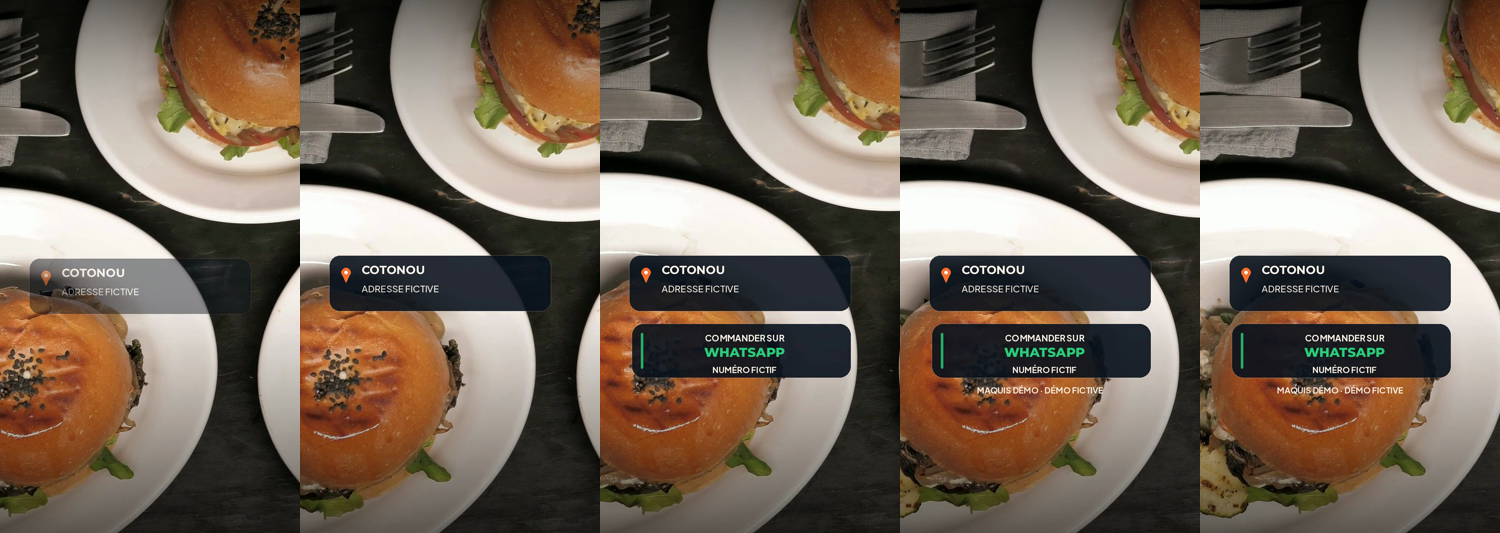 COTONOU
ADRESSE FICTIVE
COTONOU
ADRESSE FICTIVE
COTONOU
ADRESSE FICTIVE
COMMANDER SUR
WHATSAPP
NUMÉRO FICTIF
COTONOU
ADRESSE FICTIVE
COMMANDER SUR
WHATSAPP
NUMÉRO FICTIF
MAQUIS DÉMO · DÉMO FICTIVE
COTONOU
ADRESSE FICTIVE
COMMANDER SUR
WHATSAPP
NUMÉRO FICTIF
MAQUIS DÉMO · DÉMO FICTIVE